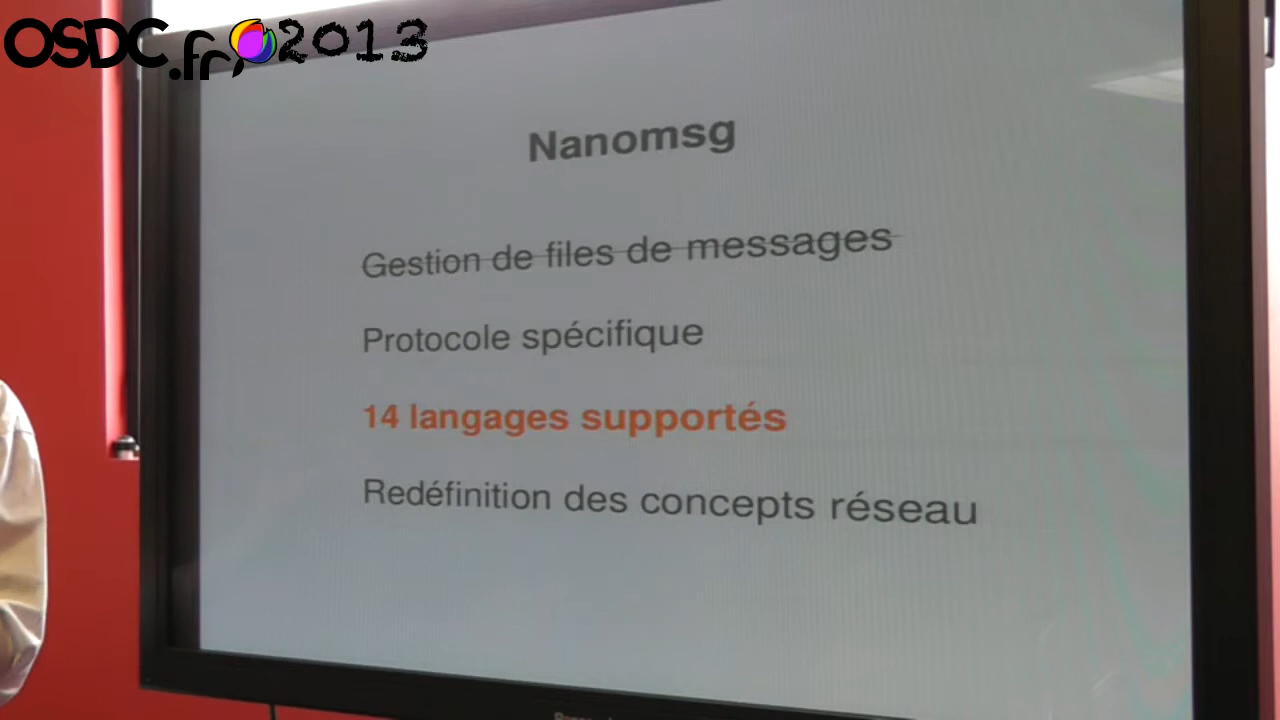 OSDC.fr 2013
Nanomsg
Gestion de files de messages
Protocole spécifique
14 langages supportés
Redéfinition des concepts réseau